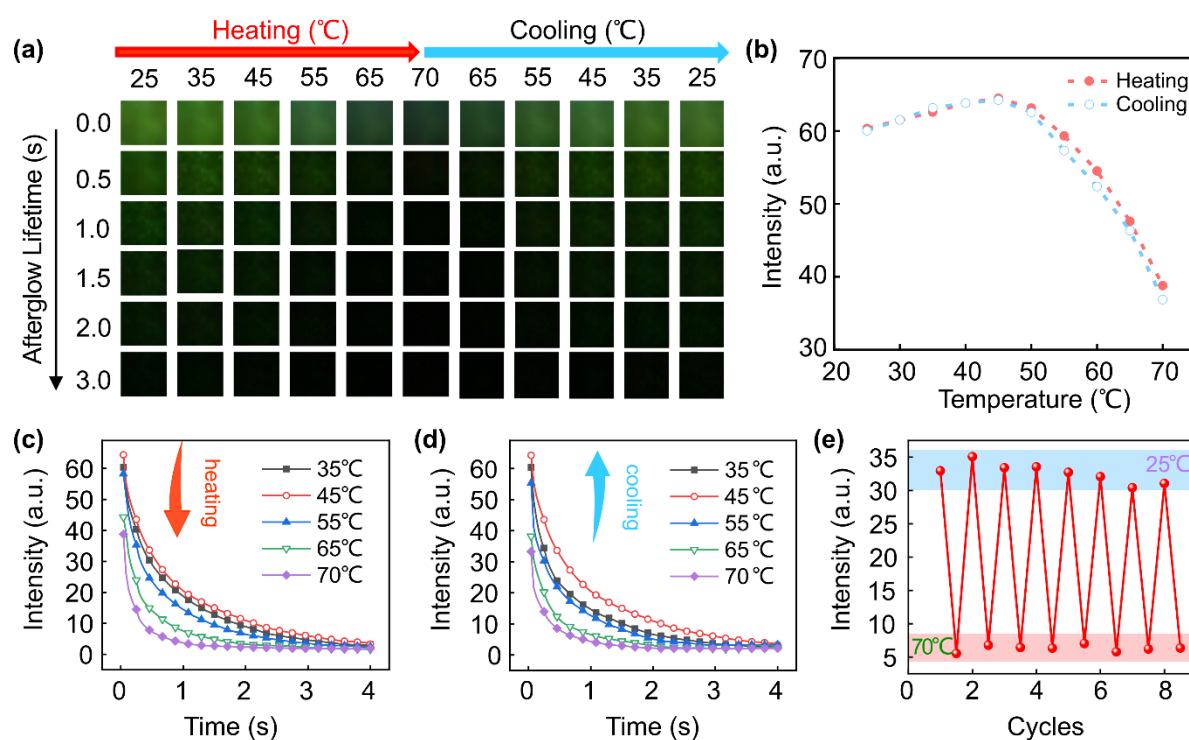 (a)
Heating (℃)
Cooling (℃)
25 35 45 55 65 70 65 55 45 35 25
Afterglow Lifetime (s)
0.0
0.5
1.0
1.5
2.0
3.0
(b)
Intensity (a.u.)
70
60
50
40
30
Heating
Cooling
20 30 40 50 60 70
Temperature (℃)
(c)
Intensity (a.u.)
60
50
40
30
20
10
0
heating
35℃
45℃
55℃
65℃
70℃
0 1 2 3 4
Time (s)
(d)
Intensity (a.u.)
60
50
40
30
20
10
0
cooling
35℃
45℃
55℃
65℃
70℃
0 1 2 3 4
Time (s)
(e)
Intensity (a.u.)
35
30
25
20
15
10
5
25℃
70℃
0 2 4 6 8
Cycles